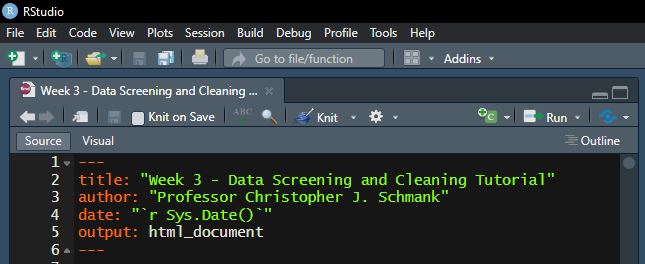 RStudio
File Edit Code View Plots Session Build Debug Profile Tools Help
Go to file/function
Addins
Week 3 - Data Screening and Cleaning ...
Knit on Save
ABC
Knit
Run
Source Visual
Outline
1 ---
2 title: "Week 3 - Data Screening and Cleaning Tutorial"
3 author: "Professor Christopher J. Schmank"
4 date: "`r Sys.Date()`"
5 output: html_document
6 ---